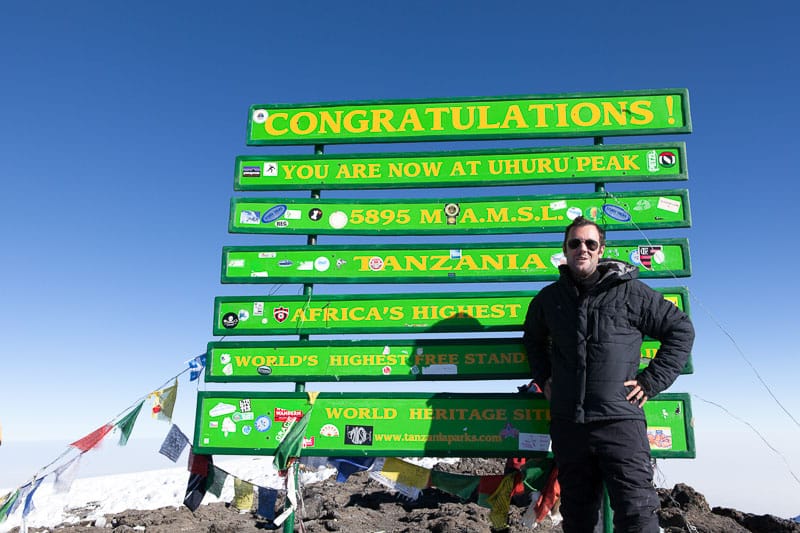 CONGRATULATIONS !
YOU ARE NOW AT UHURU PEAK
5895 M A.M.S.L.
TANZANIA
AFRICA'S HIGHEST
WORLD'S HIGHEST FREE STAND
WORLD HERITAGE SITE
www.tanzaniaparks.com